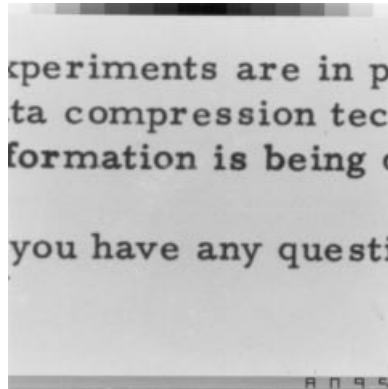 xperiments are in p
ta compression tec
formation is being
you have any questi